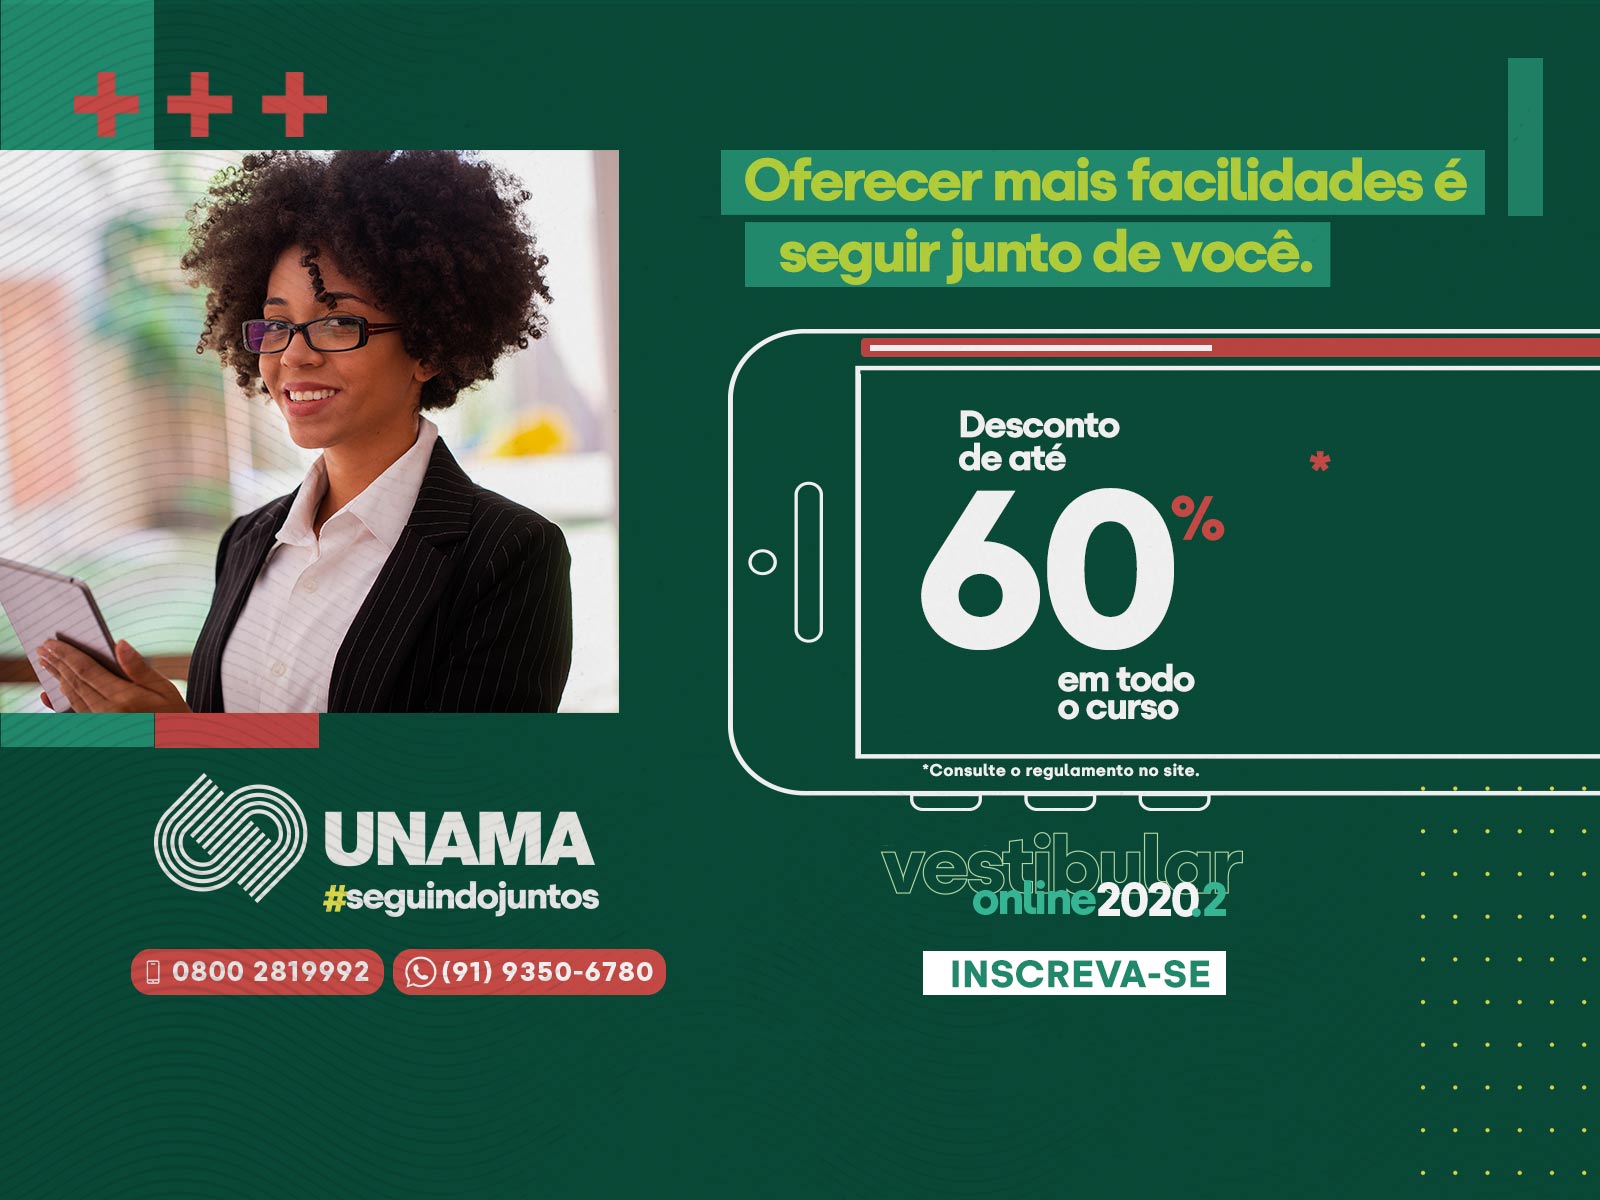 Oferecer mais facilidades é
seguir junto de você.
Desconto
de até
*
60%
em todo
o curso
*Consulte o regulamento no site.
UNAMA
#seguindojuntos
0800 2819992
(91) 9350-6780
vestibular
online2020.2
INSCREVA-SE